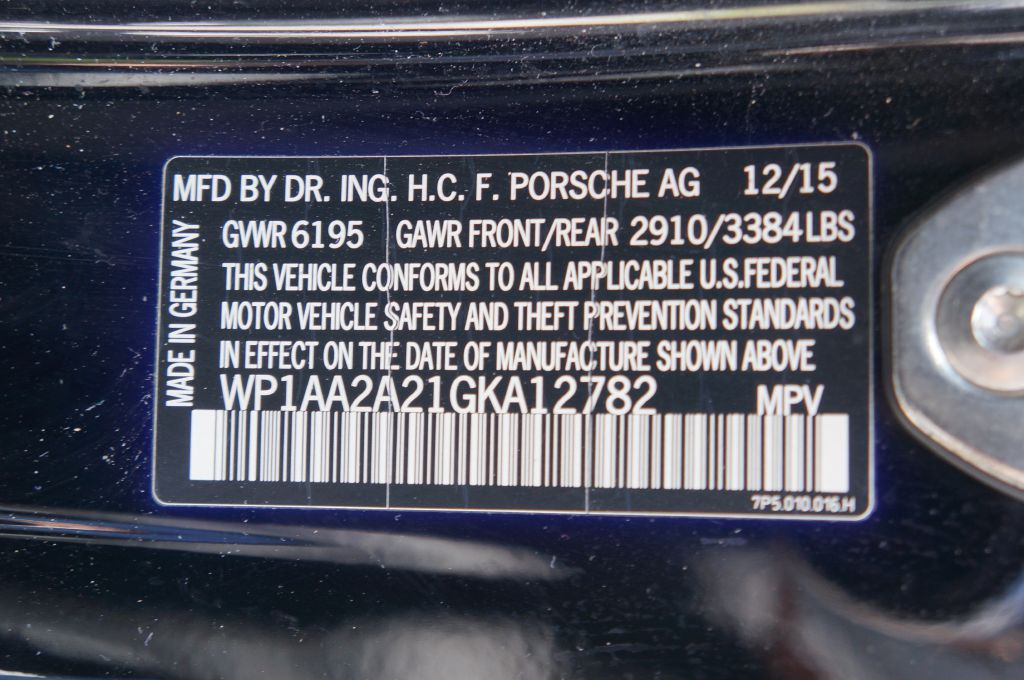 MFD BY DR. ING. H.C. F. PORSCHE AG 12/15
GVWR 6195 GAWR FRONT/REAR 2910/3384 LBS
THIS VEHICLE CONFORMS TO ALL APPLICABLE U.S.FEDERAL
MOTOR VEHICLE SAFETY AND THEFT PREVENTION STANDARDS
IN EFFECT ON THE DATE OF MANUFACTURE SHOWN ABOVE
WP1AA2A21GKA12782 MPV
7P5.010.016.H
MADE IN GERMANY